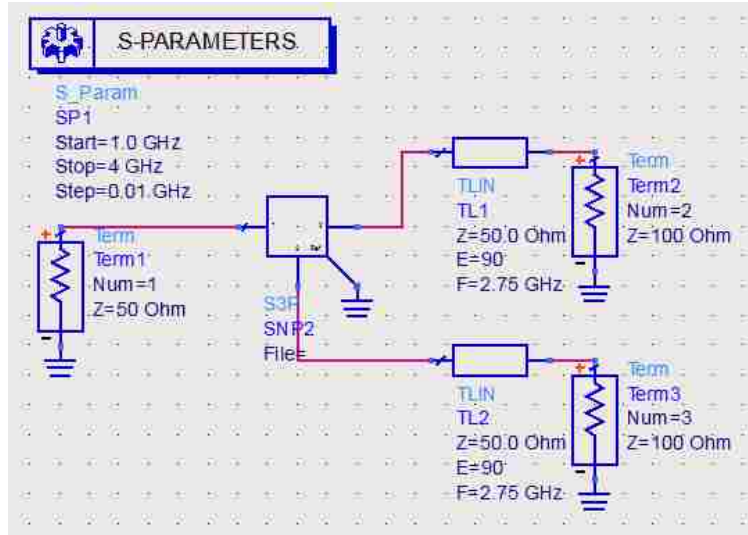 S-PARAMETERS
S_Param
SP1
Start=1.0 GHz
Stop=4 GHz
Step=0.01 GHz
Term
Term1
Num=1
Z=50 Ohm
S3P
SNP2
File=
TLIN
TL1
Z=50.0 Ohm
E=90
F=2.75 GHz
Term
Term2
Num=2
Z=100 Ohm
TLIN
TL2
Z=50.0 Ohm
E=90
F=2.75 GHz
Term
Term3
Num=3
Z=100 Ohm